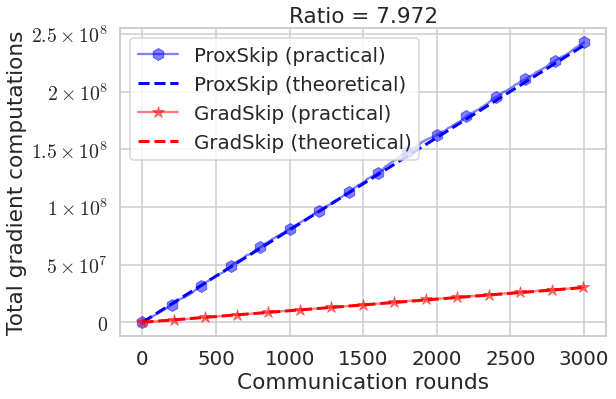 Ratio = 7.972
Total gradient computations
2.5 × 10⁸
2 × 10⁸
1.5 × 10⁸
1 × 10⁸
5 × 10⁷
0
ProxSkip (practical)
ProxSkip (theoretical)
GradSkip (practical)
GradSkip (theoretical)
0 500 1000 1500 2000 2500 3000
Communication rounds